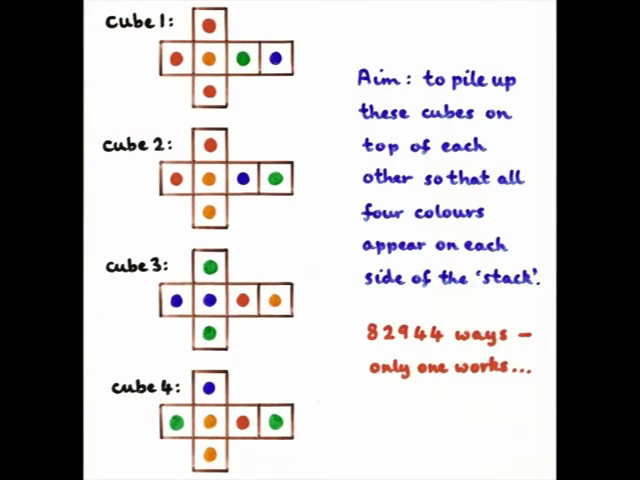 cube 1:
cube 2:
cube 3:
cube 4:
Aim: to pile up
these cubes on
top of each
other so that all
four colours
appear on each
side of the 'stack'.
82944 ways –
only one works...